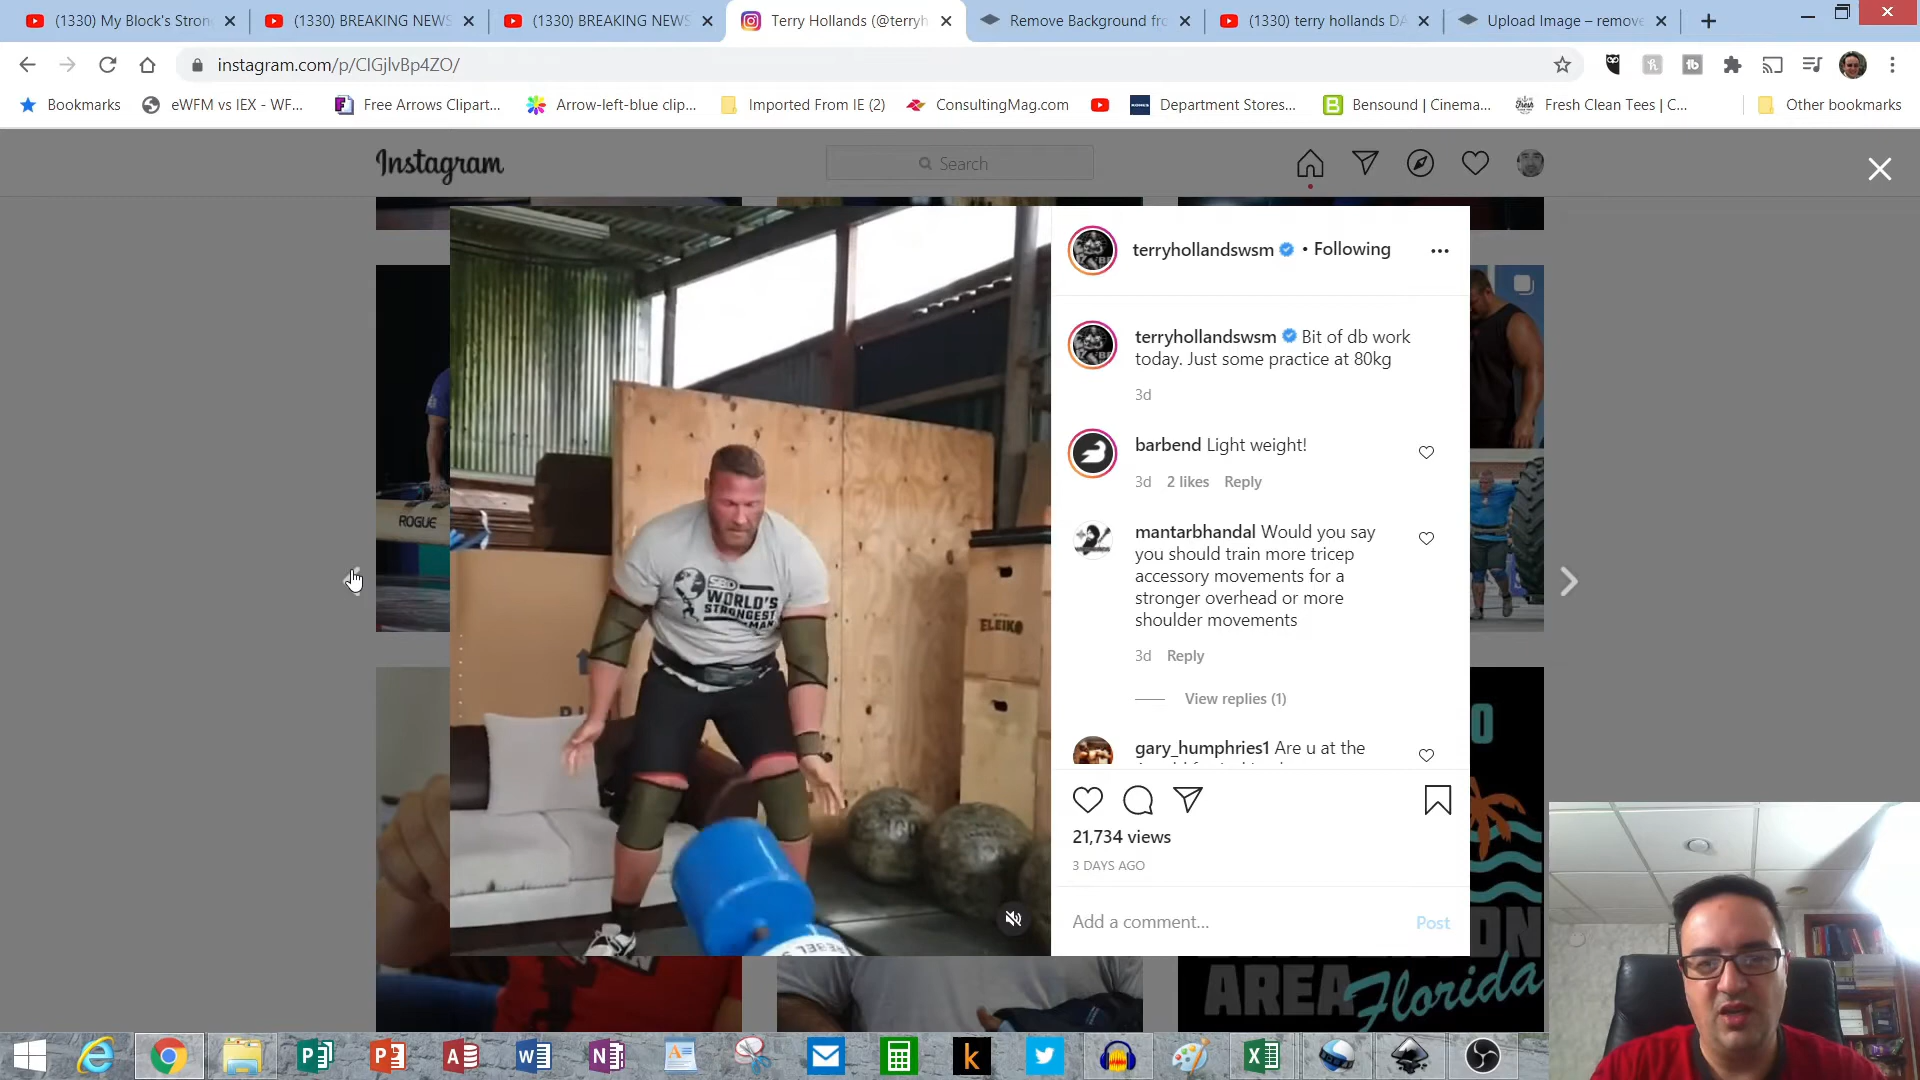 (1330) My Block's Stron
(1330) BREAKING NEWS
(1330) BREAKING NEWS
Terry Hollands (@terryh
Remove Background fro
(1330) terry hollands DA
Upload Image – remove
instagram.com/p/CIGjlvBp4ZO/
Bookmarks
eWFM vs IEX - WF...
Free Arrows Clipart...
Arrow-left-blue clip...
Imported From IE (2)
ConsultingMag.com
Department Stores...
Bensound | Cinema...
Fresh Clean Tees | C...
Other bookmarks
Instagram
Search
terryhollandswsm • Following
terryhollandswsm Bit of db work
today. Just some practice at 80kg
3d
barbend Light weight!
3d 2 likes Reply
mantarbhandal Would you say
you should train more tricep
accessory movements for a
stronger overhead or more
shoulder movements
3d Reply
View replies (1)
gary_humphries1 Are u at the
21,734 views
3 DAYS AGO
Add a comment...
Post
ROGUE
SBD
WORLD'S
STRONGEST
MAN
ELEIKO
AREA
Florida